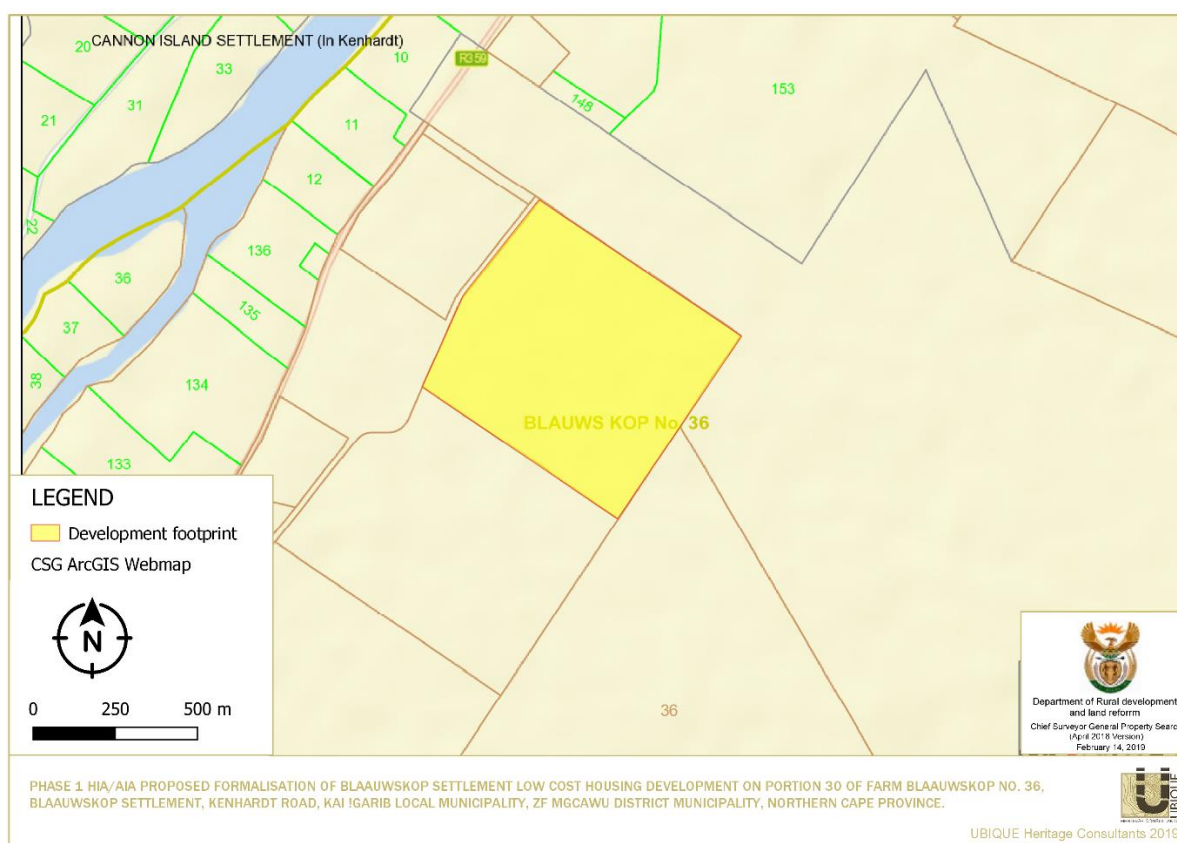 CANNON ISLAND SETTLEMENT (In Kenhardt)
R359
20
33
10
153
148
31
21
11
12
22
136
36
135
37
38
134
133
BLAUWS KOP No. 36
36
LEGEND
Development footprint
CSG ArcGIS Webmap
N
0 250 500 m
Department of Rural development
and land reforrm
Chief Surveyor General Property Searc
(April 2018 Version)
February 14, 2019
PHASE 1 HIA/AIA PROPOSED FORMALISATION OF BLAAUWSKOP SETTLEMENT LOW COST HOUSING DEVELOPMENT ON PORTION 30 OF FARM BLAAUWSKOP NO. 36,
BLAAUWSKOP SETTLEMENT, KENHARDT ROAD, KAI !GARIB LOCAL MUNICIPALITY, ZF MGCAWU DISTRICT MUNICIPALITY, NORTHERN CAPE PROVINCE.
Ü
UBIQUE
UBIQUE Heritage Consultants 2019